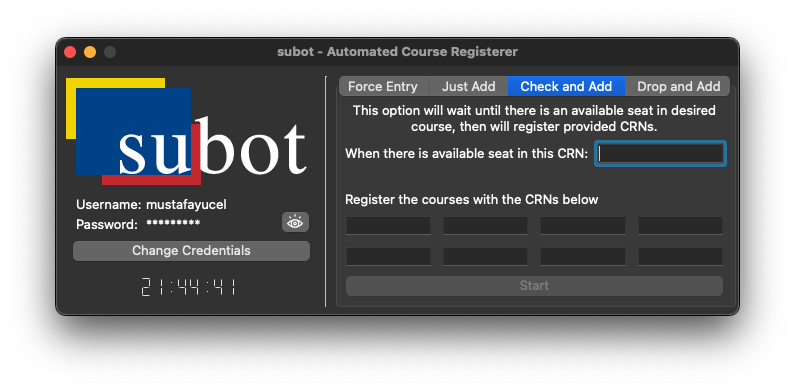 subot - Automated Course Registerer
subot
Username: mustafayucel
Password: *********
Change Credentials
21:44:41
Force Entry
Just Add
Check and Add
Drop and Add
This option will wait until there is an available seat in desired
course, then will register provided CRNs.
When there is available seat in this CRN:
Register the courses with the CRNs below
Start